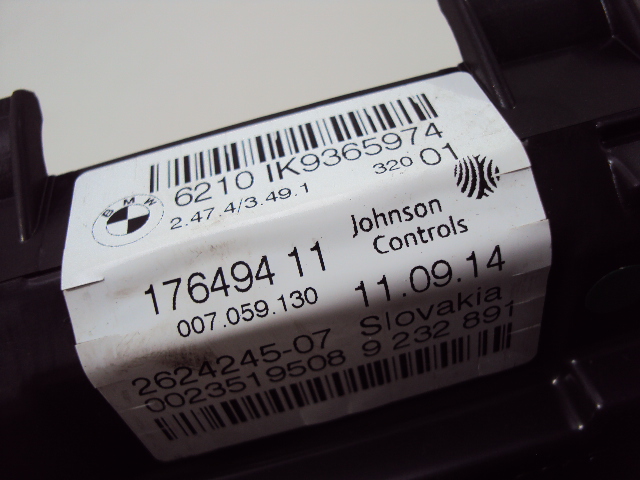 BMW
6210 IK9365974
2.47.4/3.49.1 320 01
Johnson
Controls
176494 11
007.059.130 11.09.14
2624245-07 Slovakia
0023519508 9 232 891